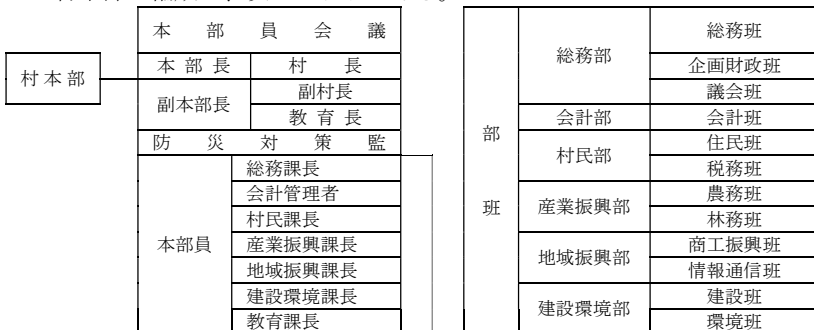 本部員会議
村本部
本部長 村長
副本部長 副村長
教育長
防災対策監
本部員 総務課長
会計管理者
村民課長
産業振興課長
地域振興課長
建設環境課長
教育課長
部班
総務部 総務班
企画財政班
議会班
会計部 会計班
村民部 住民班
税務班
産業振興部 農務班
林務班
地域振興部 商工振興班
情報通信班
建設環境部 建設班
環境班